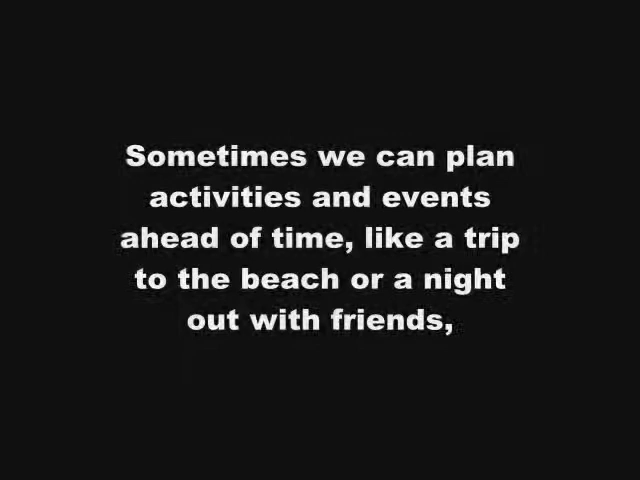 Sometimes we can plan
activities and events
ahead of time, like a trip
to the beach or a night
out with friends,